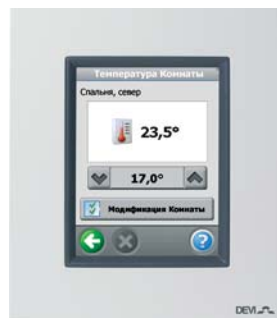 Температура Комнаты
Спальня, север
23,5°
17,0°
Модификация Комнаты
?
DEVI